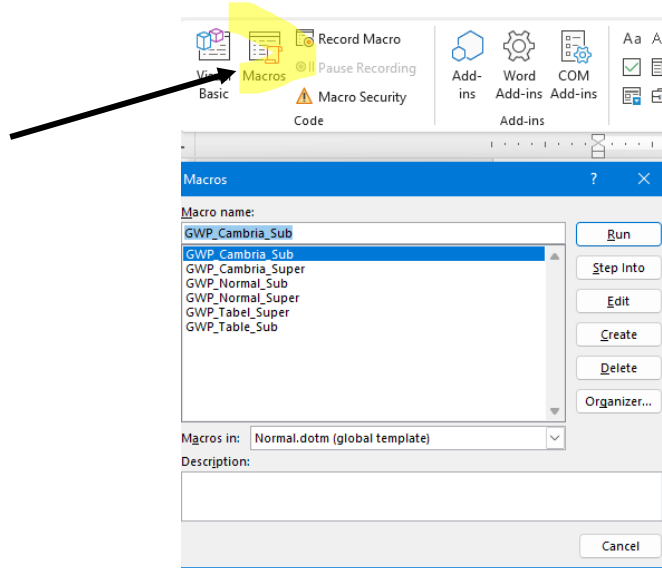 Record Macro
Pause Recording
Macro Security
Macros
Basic
Code
Add-
ins
Word
Add-ins
COM
Add-ins
Add-ins
Aa
Macros
?
Macro name:
GWP_Cambria_Sub
GWP_Cambria_Sub
GWP_Cambria_Super
GWP_Normal_Sub
GWP_Normal_Super
GWP_Tabel_Super
GWP_Table_Sub
Run
Step Into
Edit
Create
Delete
Organizer...
Macros in:
Normal.dotm (global template)
Description:
Cancel